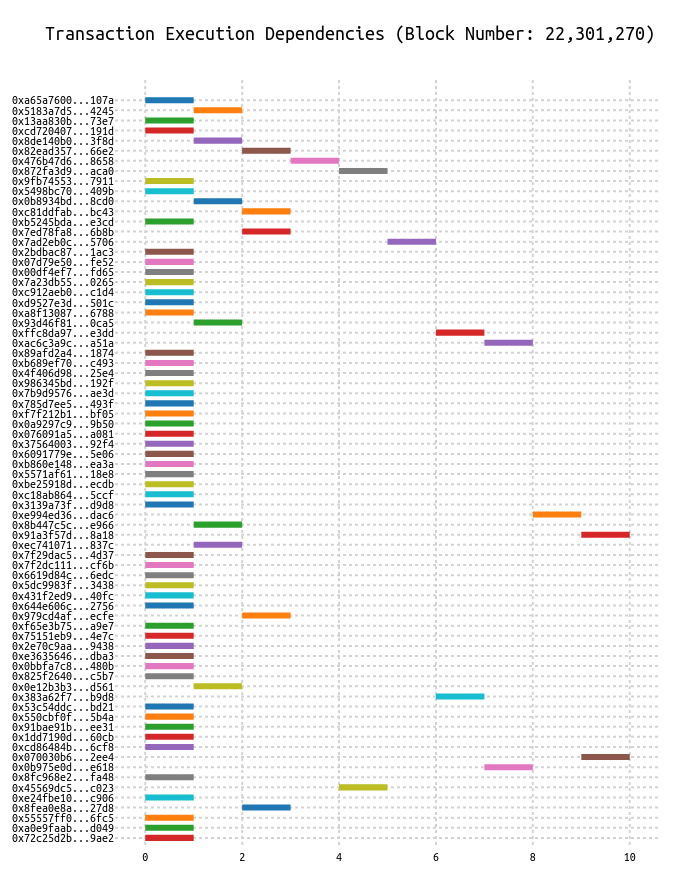 Transaction Execution Dependencies (Block Number: 22,301,270)
0xa65a7600...107a
0x5183a7d5...4245
0x13aa830b...73e7
0xcd720407...191d
0x8de140b0...3f8d
0x82ead357...66e2
0x476b47d6...8658
0x872fa3d9...aca0
0x9fb74553...7911
0x5498bc70...409b
0x0b8934bd...8cd0
0xc81ddfab...bc43
0xb5245bda...e3cd
0x7ed78fa8...6b8b
0x7ad2eb0c...5706
0x2bdbac87...1ac3
0x07d79e50...fe52
0x00df4ef7...fd65
0x7a23db55...0265
0xc912aeb0...c1d4
0xd9527e3d...501c
0xa8f13087...6788
0x93d46f81...0ca5
0xffc8da97...e3dd
0xac6c3a9c...a51a
0x89afd2a4...1874
0xb689ef70...c493
0x4f406d98...25e4
0x986345bd...192f
0x7b9d9576...ae3d
0x785d7ee5...493f
0xf7f212b1...bf05
0x0a9297c9...9b50
0x076091a5...a081
0x37564003...92f4
0x6091779e...5e06
0xb860e148...ea3a
0x5571af61...18e8
0xbe25918d...ecdb
0xc18ab864...5ccf
0x3139a73f...d9d8
0xe994ed36...dac6
0x8b447c5c...e966
0x91a3f57d...8a18
0xec741071...837c
0x7f29dac5...4d37
0x7f2dc111...cf6b
0x6619d84c...6edc
0x5dc9983f...3438
0x431f2ed9...40fc
0x644e606c...2756
0x979cd4af...ecfe
0xf65e3b75...a9e7
0x75151eb9...4e7c
0x2e70c9aa...9438
0xe3635646...dba3
0x0bbfa7c8...480b
0x825f2640...c5b7
0x0e12b3b3...d561
0x383a62f7...b9d8
0x53c54ddc...bd21
0x550cbf0f...5b4a
0x91bae91b...ee31
0x1dd7190d...60cb
0xcd86484b...6cf8
0x070030b6...2ee4
0x0b975e0d...e618
0x8fc968e2...fa48
0x45569dc5...c023
0xe24fbe10...c906
0x8fea0e8a...27d8
0x55557ff0...6fc5
0xa0e9faab...d049
0x72c25d2b...9ae2
0 2 4 6 8 10